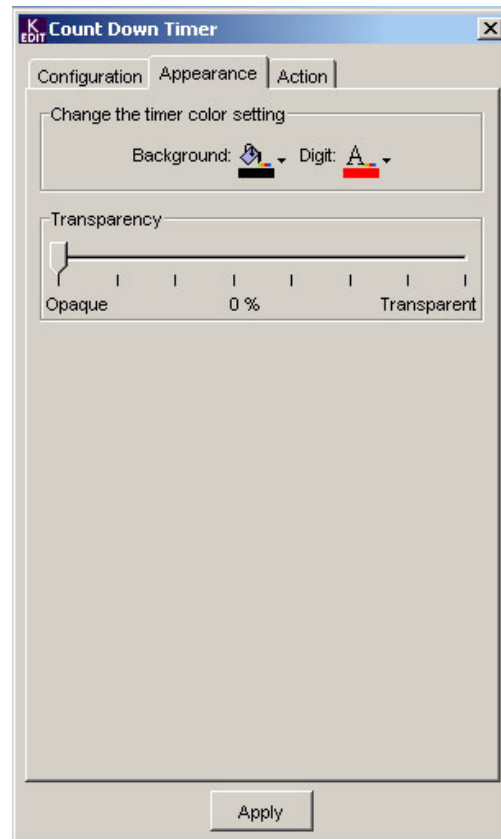 K EDIT Count Down Timer
Configuration Appearance Action
Change the timer color setting
Background: Digit: A
Transparency
Opaque 0 % Transparent
Apply